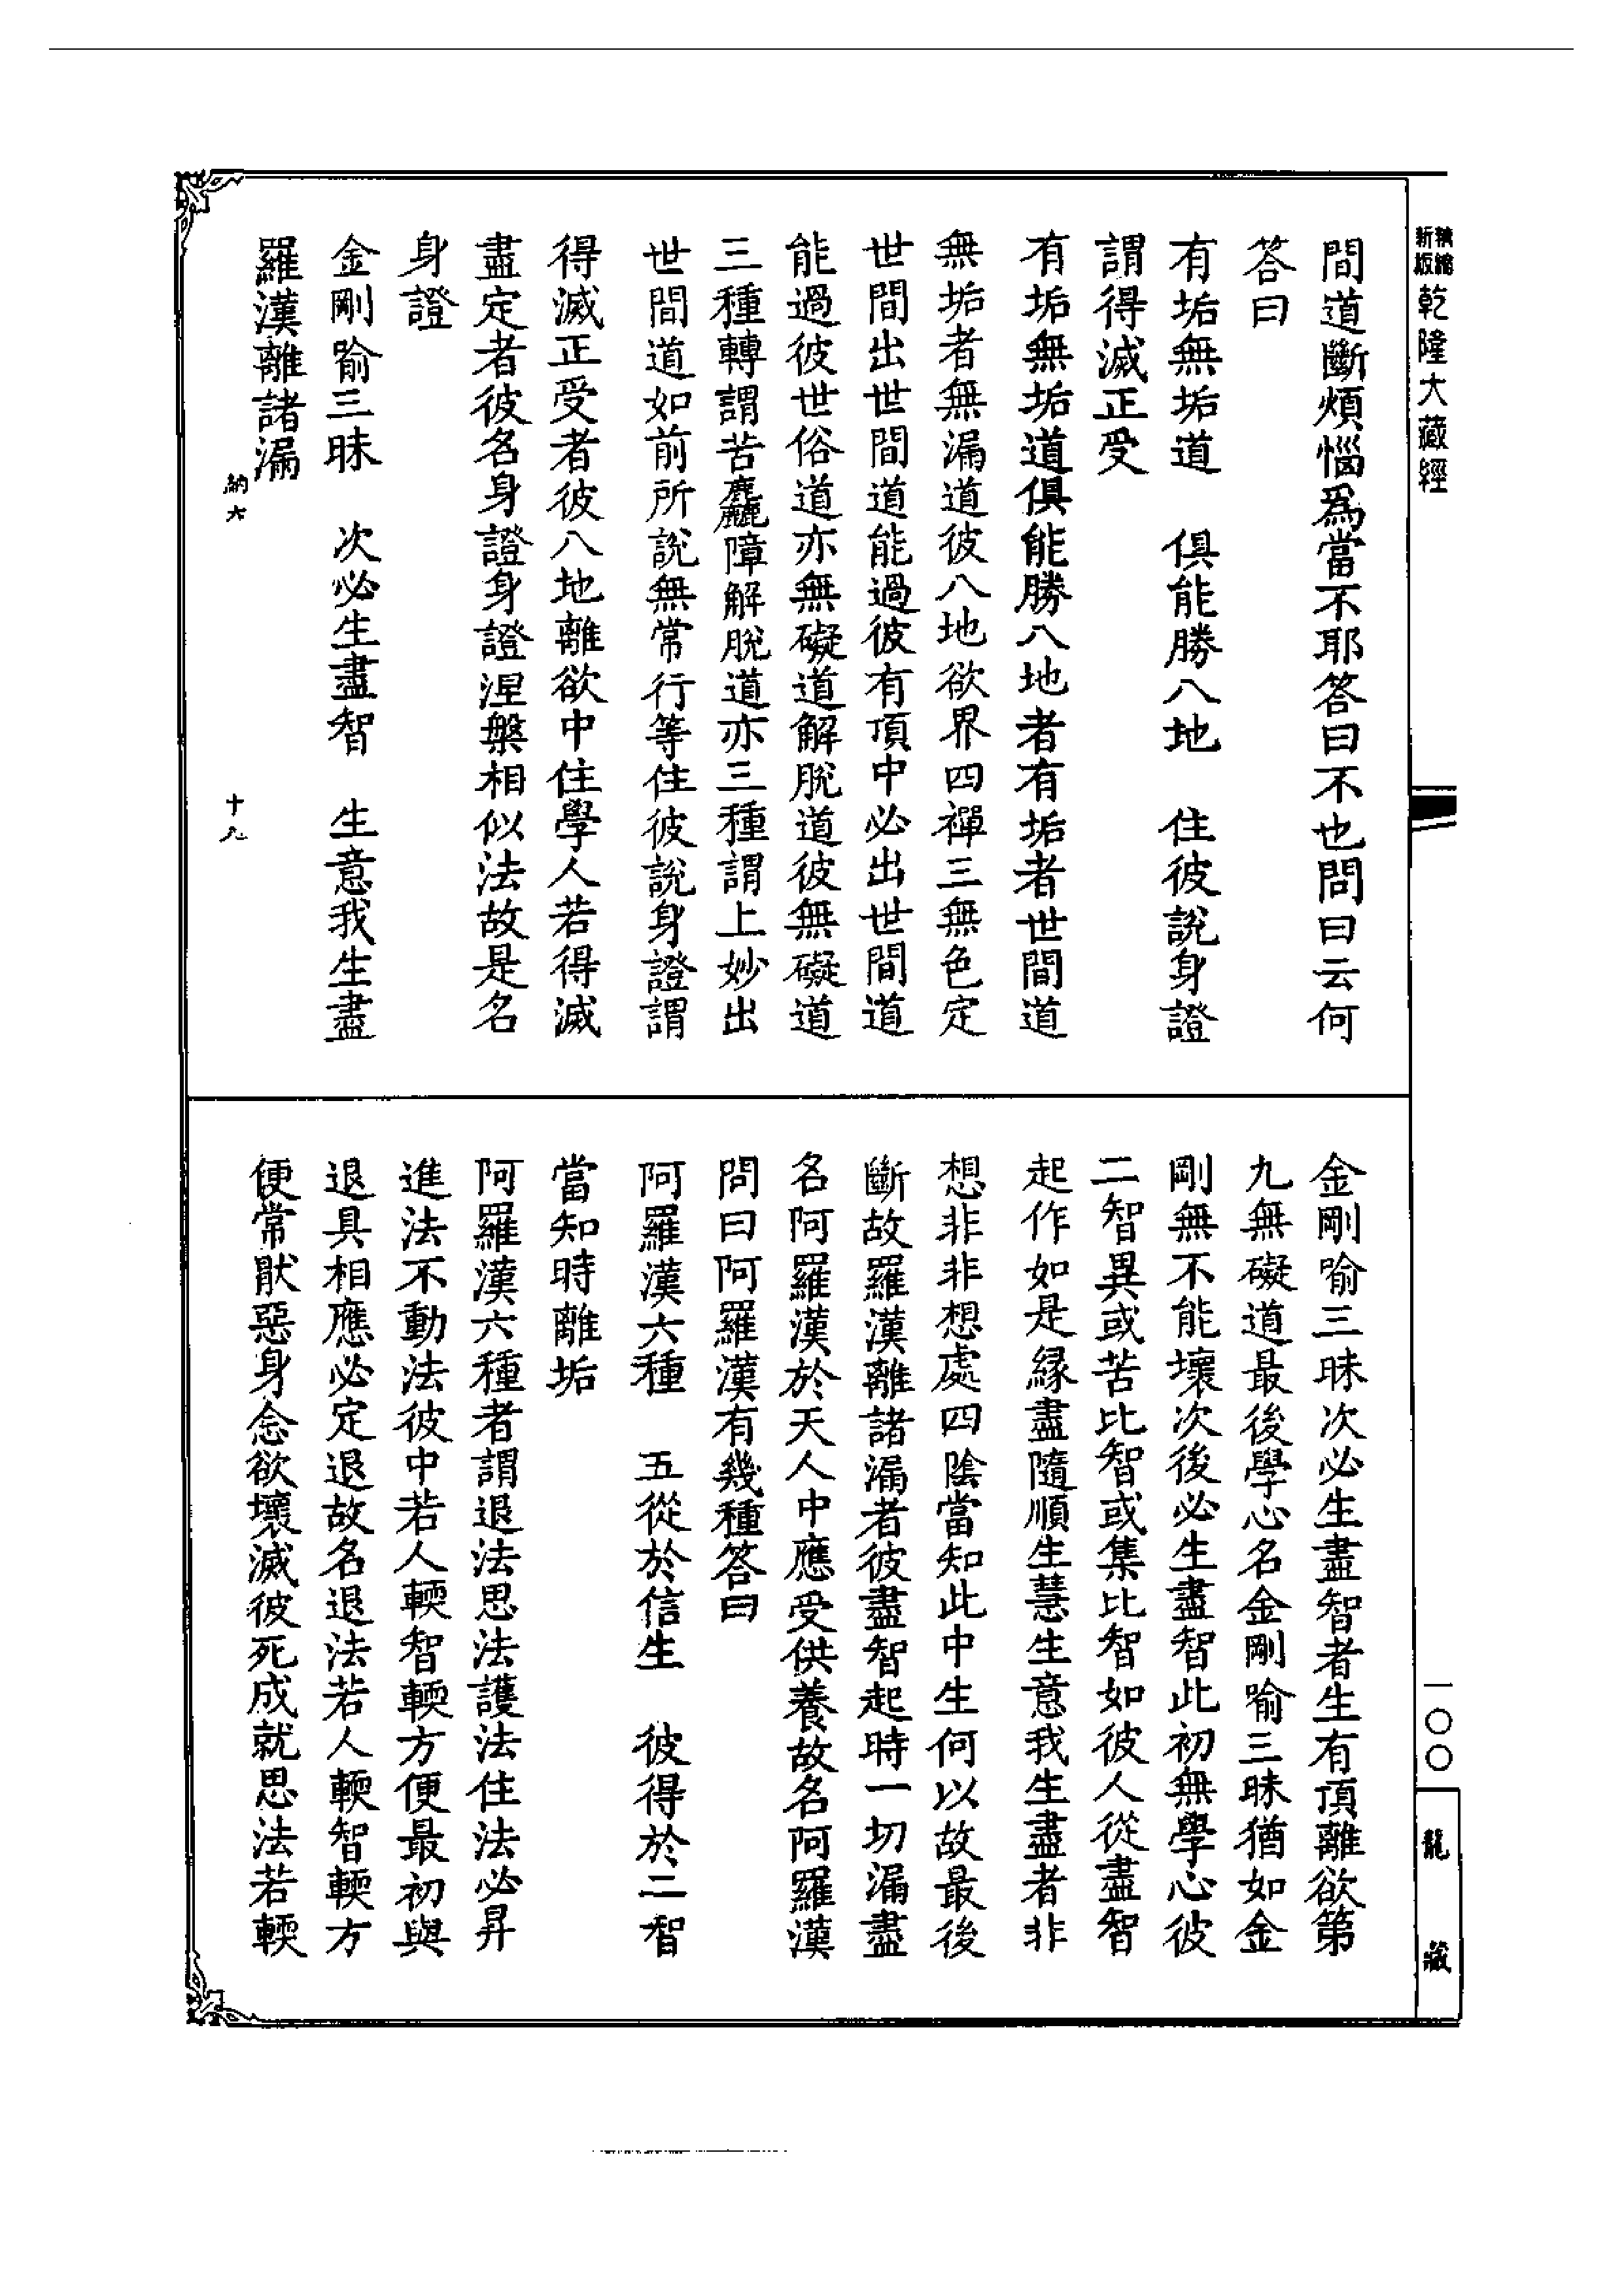 精縮新版乾隆大藏經
間道斷煩惱爲當不耶答曰不也問曰云何
答曰
有垢無垢道　俱能勝八地　住彼說身證
謂得滅正受
有垢無垢道俱能勝八地者有垢者世間道
無垢者無漏道彼八地欲界四禪三無色定
世間出世間道能過彼有頂中必出世間道
能過彼世俗道亦無礙道解脫道彼無礙道
三種轉謂苦麤障解脫道亦三種謂上妙出
世間道如前所說無常行等住彼說身證謂
得滅正受者彼八地離欲中住學人若得滅
盡定者彼名身證身證涅槃相似法故是名
身證
金剛喻三昧　次必生盡智　生意我生盡
羅漢離諸漏
納六　十九
金剛喻三昧次必生盡智者生有頂離欲第
九無礙道最後學心名金剛喻三昧猶如金
剛無不能壞次後必生盡智此初無學心彼
二智異或苦比智或集比智如彼人從盡智
起作如是緣盡隨順生慧生意我生盡者非
想非非想處四陰當知此中生何以故最後
斷故羅漢離諸漏者彼盡智起時一切漏盡
名阿羅漢於天人中應受供養故名阿羅漢
問曰阿羅漢有幾種答曰
阿羅漢六種　五從於信生　彼得於二智
當知時離垢
阿羅漢六種者謂退法思法護法住法必昇
進法不動法彼中若人輭智輭方便最初與
退具相應必定退故名退法若人輭智輭方
便常猒惡身念欲壞滅彼死成就思法若輭
一〇〇
龍藏